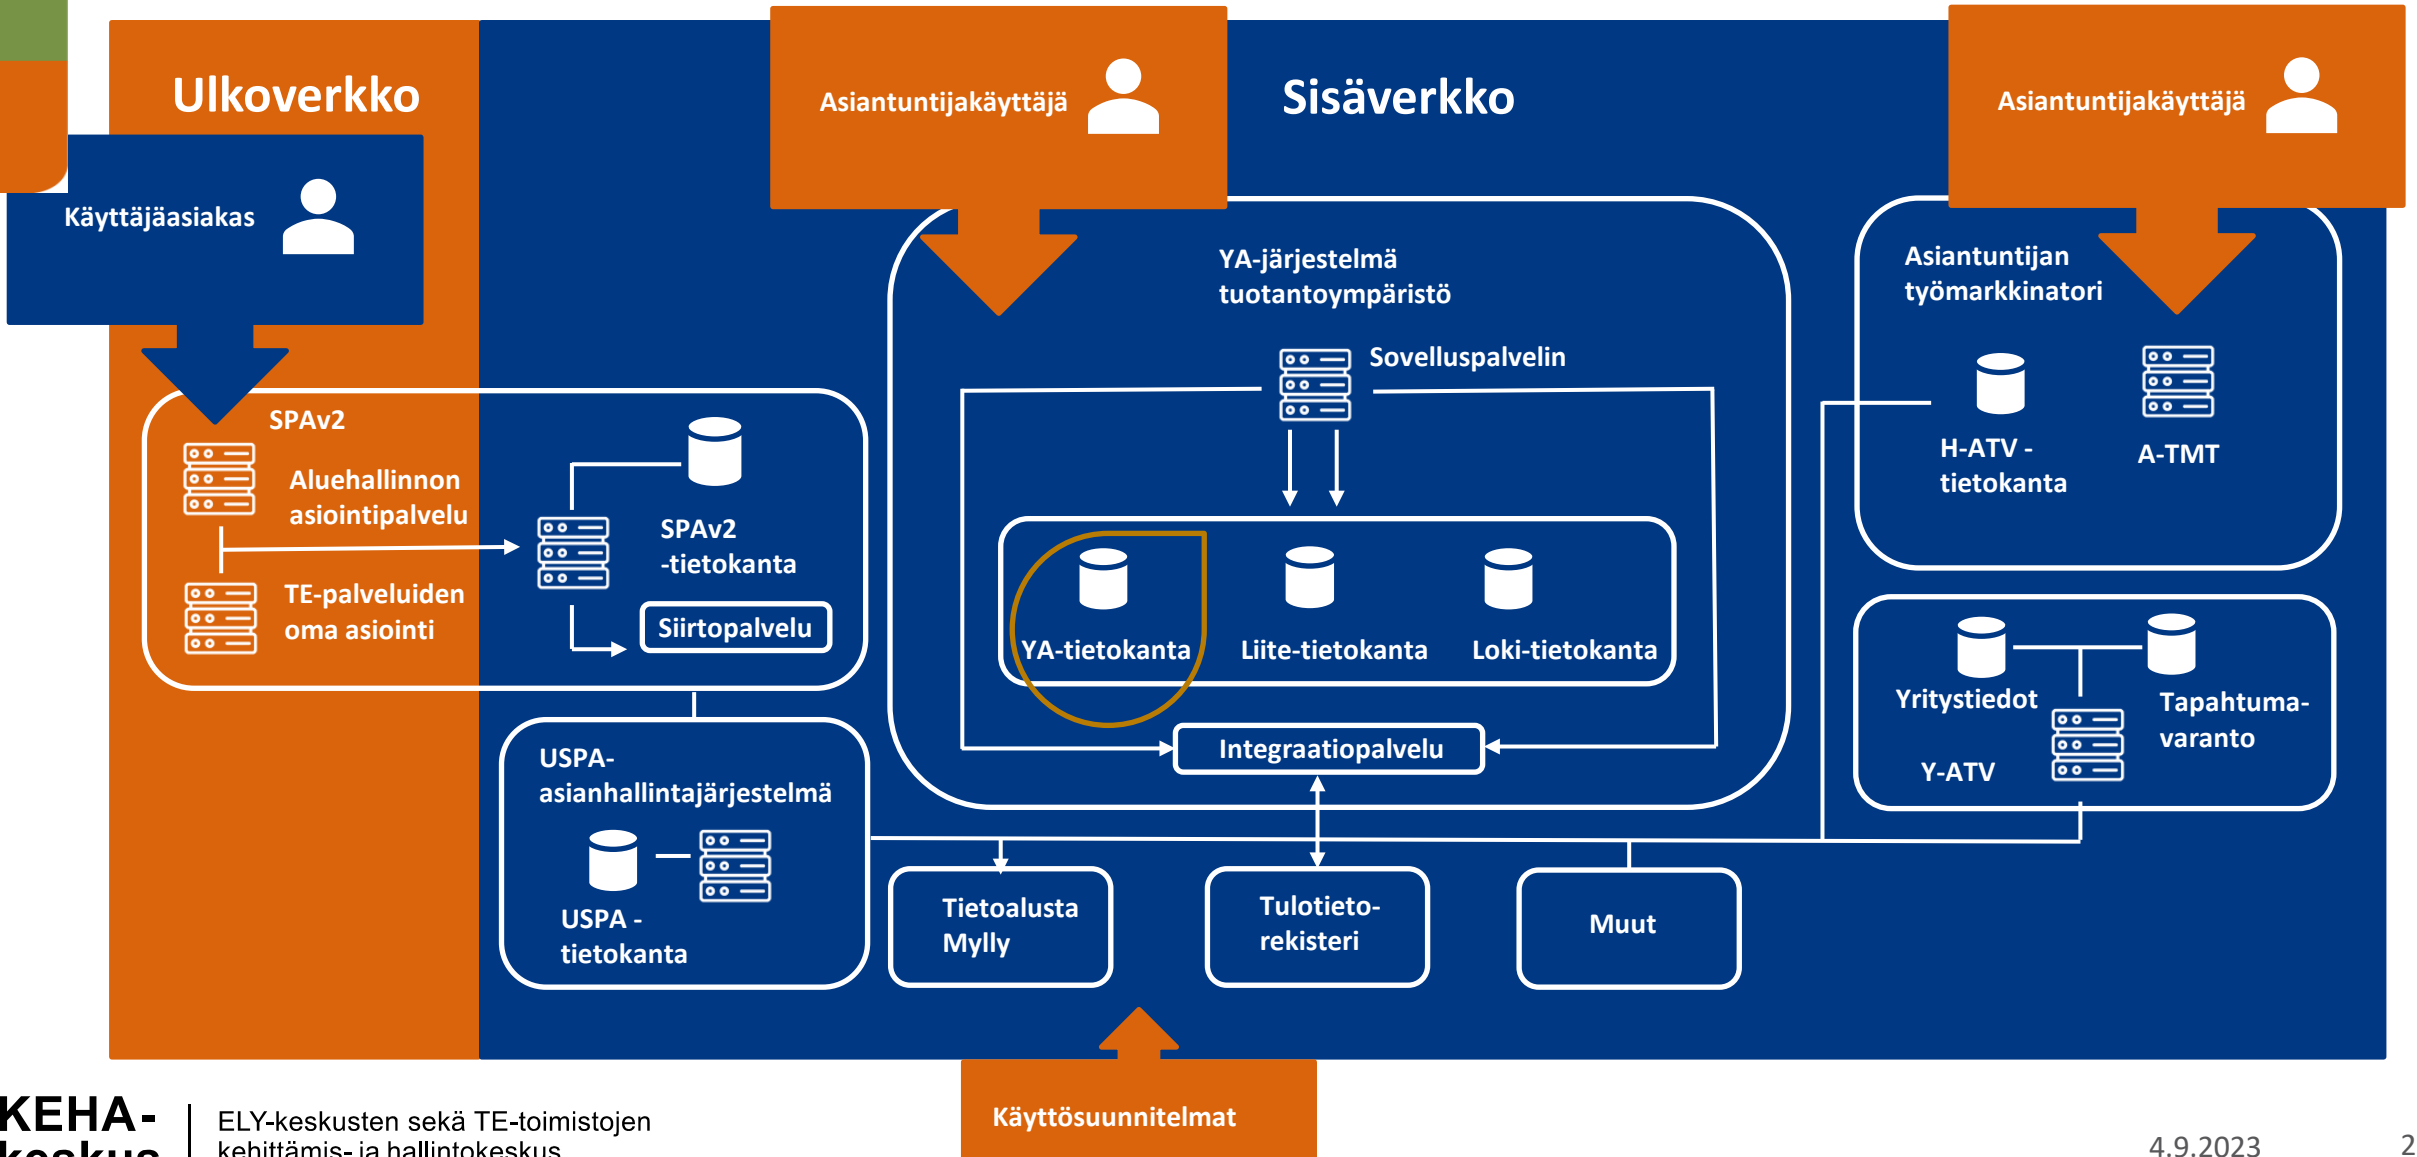 Ulkoverkko
Asiantuntijakäyttäjä
Sisäverkko
Asiantuntijakäyttäjä
Käyttäjäasiakas
YA-järjestelmä
tuotantoympäristö
Sovelluspalvelin
Asiantuntijan
työmarkkinatori
H-ATV -
tietokanta
A-TMT
SPAv2
Aluehallinnon
asiointipalvelu
TE-palveluiden
oma asiointi
SPAv2
-tietokanta
Siirtopalvelu
YA-tietokanta
Liite-tietokanta
Loki-tietokanta
Integraatiopalvelu
Yritystiedot
Tapahtuma-
varanto
Y-ATV
USPA-
asianhallintajärjestelmä
USPA -
tietokanta
Tietoalusta
Mylly
Tulotieto-
rekisteri
Muut
Käyttösuunnitelmat
KEHA-
keskus
ELY-keskusten sekä TE-toimistojen
kehittämis- ja hallintokeskus
4.9.2023
2